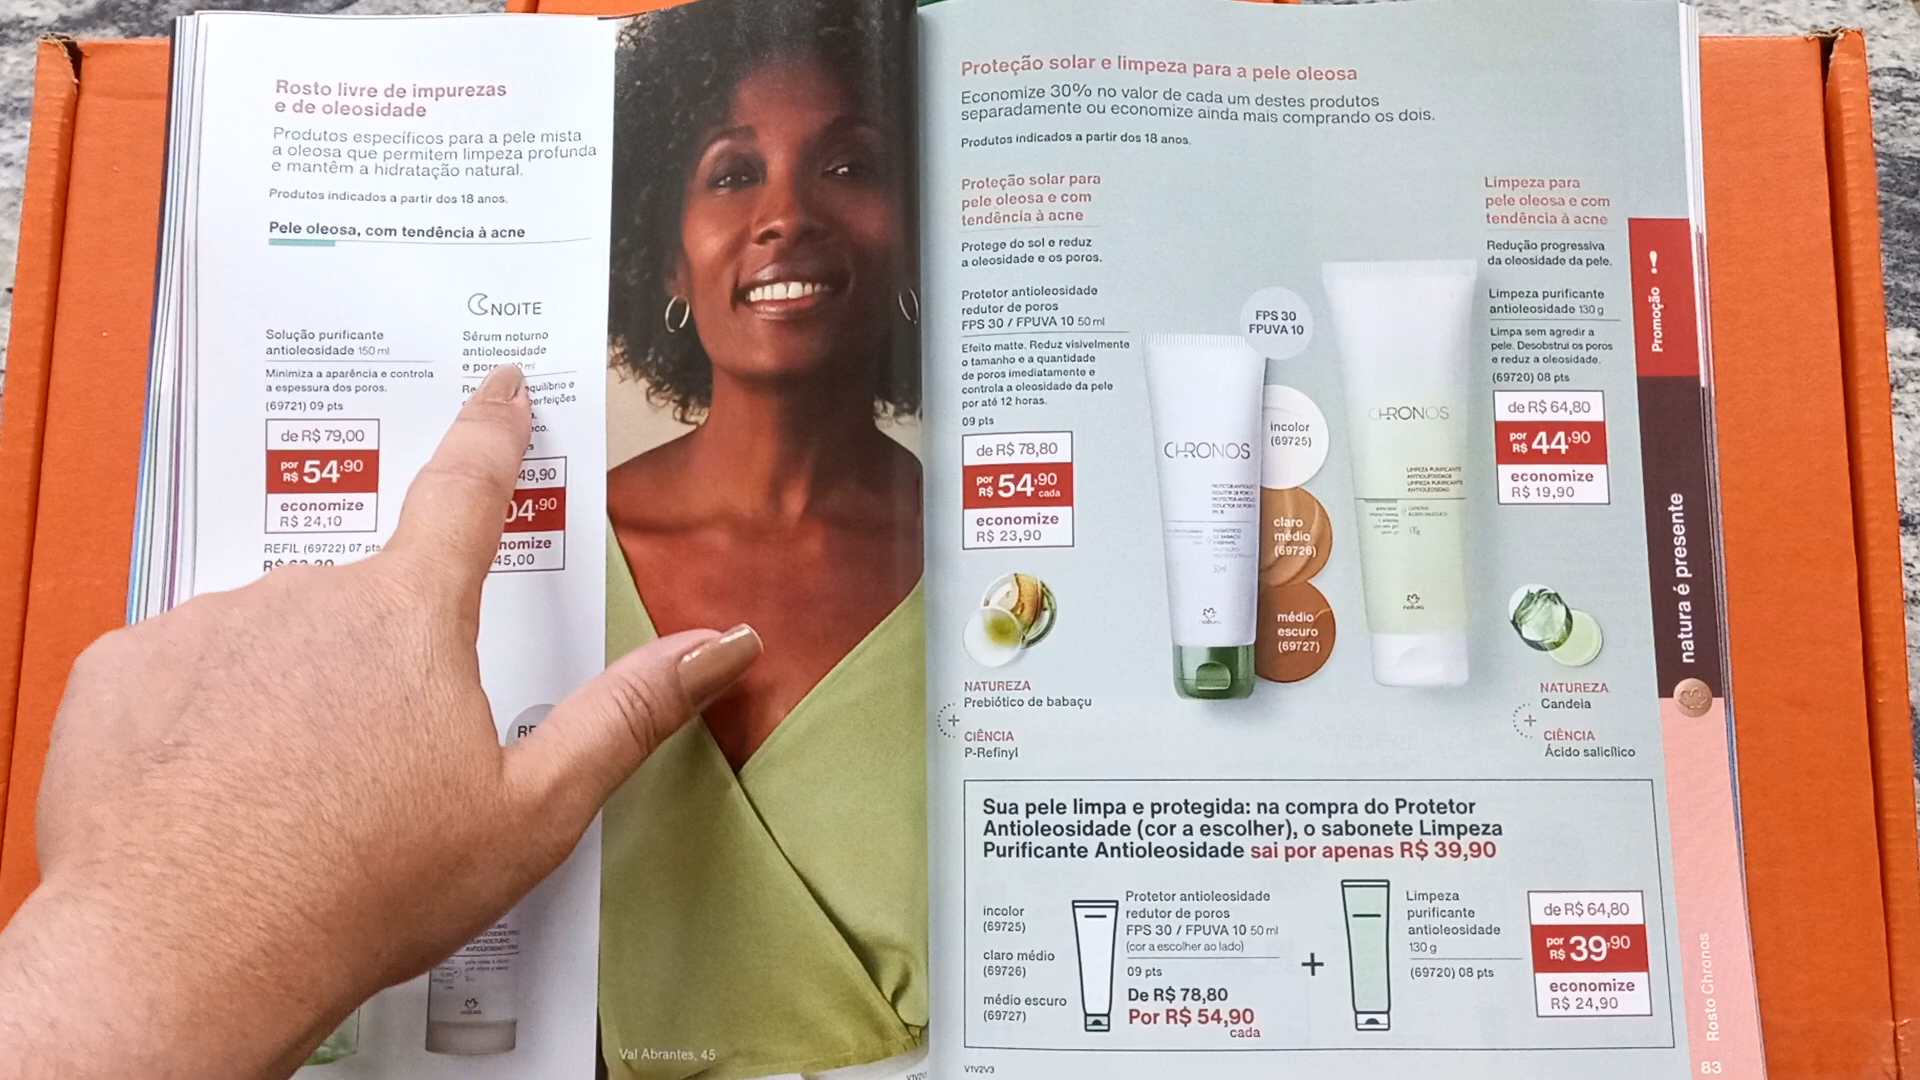 Rosto livre de impurezas
e de oleosidade
Produtos específicos para a pele mista
a oleosa que permitem limpeza profunda
e mantêm a hidratação natural.
Produtos indicados a partir dos 18 anos.
Pele oleosa, com tendência à acne
Solução purificante
antioleosidade 150 ml
Minimiza a aparência e controla
a espessura dos poros.
(69721) 09 pts
de R$ 79,00
por R$ 54,90
economize
R$ 24,10
REFIL (69722) 07 pts
NOITE
Sérum noturno
antioleosidade
49,90
04,90
45,00
Val Abrantes, 45
Proteção solar e limpeza para a pele oleosa
Economize 30% no valor de cada um destes produtos
separadamente ou economize ainda mais comprando os dois.
Produtos indicados a partir dos 18 anos.
Proteção solar para
pele oleosa e com
tendência à acne
Protege do sol e reduz
a oleosidade e os poros.
Protetor antioleosidade
redutor de poros
FPS 30 / FPUVA 10 50 ml
Efeito matte. Reduz visivelmente
o tamanho e a quantidade
de poros imediatamente e
controla a oleosidade da pele
por até 12 horas.
09 pts
de R$ 78,80
por R$ 54,90 cada
economize
R$ 23,90
NATUREZA
Prebiótico de babaçu
+
CIÊNCIA
P-Refinyl
FPS 30
FPUVA 10
CHRONOS
50ml
natura
incolor
(69725)
claro
médio
(69726)
médio
escuro
(69727)
CHRONOS
LIMPEZA PURIFICANTE
ANTIOLEOSIDADE
natura
Limpeza para
pele oleosa e com
tendência à acne
Redução progressiva
da oleosidade da pele.
Limpeza purificante
antioleosidade 130 g
Limpa sem agredir a
pele. Desobstrui os poros
e reduz a oleosidade.
(69720) 08 pts
de R$ 64,80
por R$ 44,90
economize
R$ 19,90
NATUREZA
Candeia
+
CIÊNCIA
Ácido salicílico
Sua pele limpa e protegida: na compra do Protetor
Antioleosidade (cor a escolher), o sabonete Limpeza
Purificante Antioleosidade sai por apenas R$ 39,90
incolor
(69725)
claro médio
(69726)
médio escuro
(69727)
Protetor antioleosidade
redutor de poros
FPS 30 / FPUVA 10 50 ml
(cor a escolher ao lado)
09 pts
De R$ 78,80
Por R$ 54,90
cada
+
Limpeza
purificante
antioleosidade
130 g
(69720) 08 pts
de R$ 64,80
por R$ 39,90
economize
R$ 24,90
V1V2V3
Promoção
natura é presente
Rosto Chronos
83